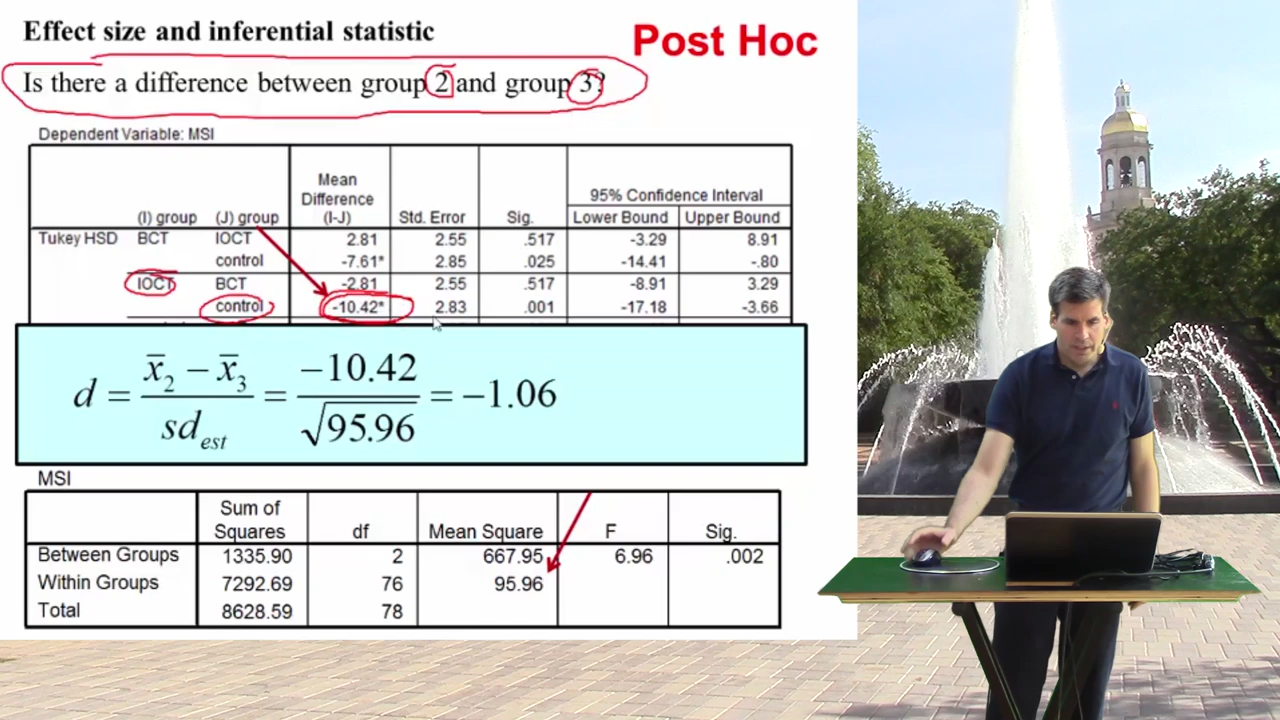 Effect size and inferential statistic
Post Hoc
Is there a difference between group 2 and group 3?
Dependent Variable: MSI
(I) group (J) group Mean Difference (I-J) Std. Error Sig. 95% Confidence Interval Lower Bound Upper Bound
Tukey HSD BCT IOCT 2.81 2.55 .517 -3.29 8.91
control -7.61* 2.85 .025 -14.41 -.80
IOCT BCT -2.81 2.55 .517 -8.91 3.29
control -10.42* 2.83 .001 -17.18 -3.66
d = x̅₂ − x̅₃ / sd_est = −10.42 / √95.96 = −1.06
MSI
Sum of Squares df Mean Square F Sig.
Between Groups 1335.90 2 667.95 6.96 .002
Within Groups 7292.69 76 95.96
Total 8628.59 78